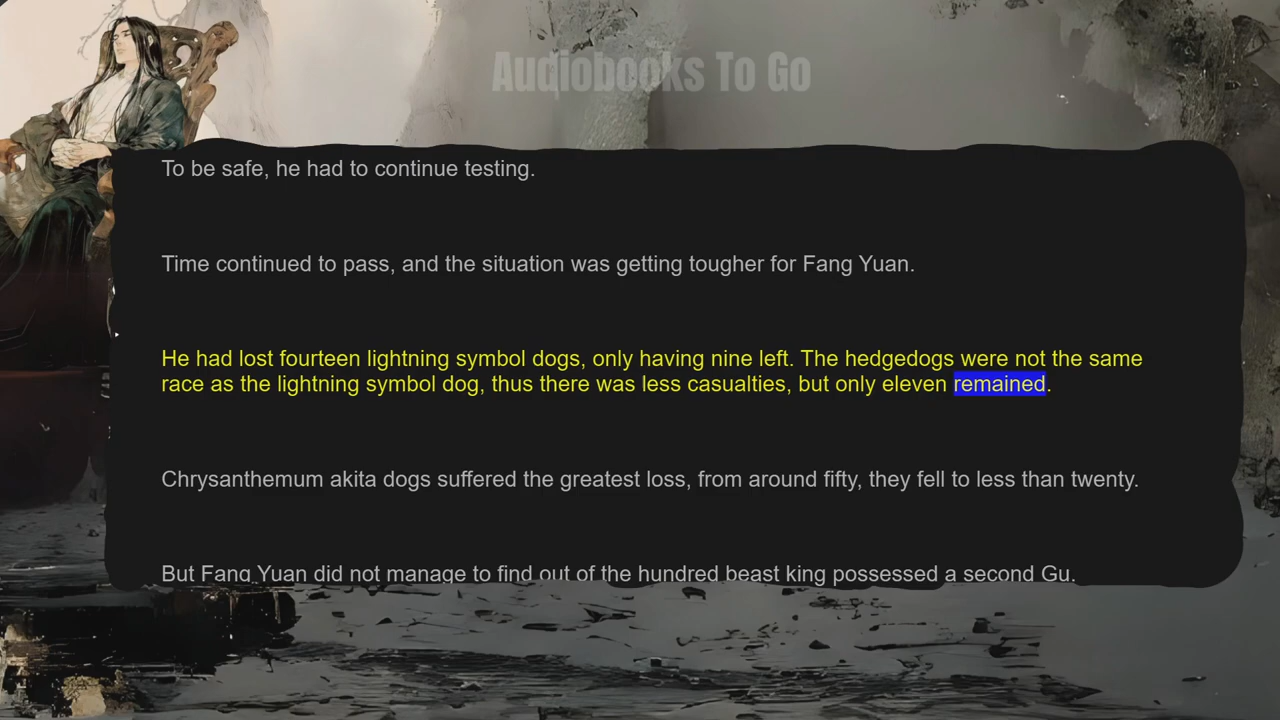 Audiobooks To Go
To be safe, he had to continue testing.
Time continued to pass, and the situation was getting tougher for Fang Yuan.
He had lost fourteen lightning symbol dogs, only having nine left. The hedgedogs were not the same
race as the lightning symbol dog, thus there was less casualties, but only eleven remained.
Chrysanthemum akita dogs suffered the greatest loss, from around fifty, they fell to less than twenty.
But Fang Yuan did not manage to find out of the hundred beast king possessed a second Gu.